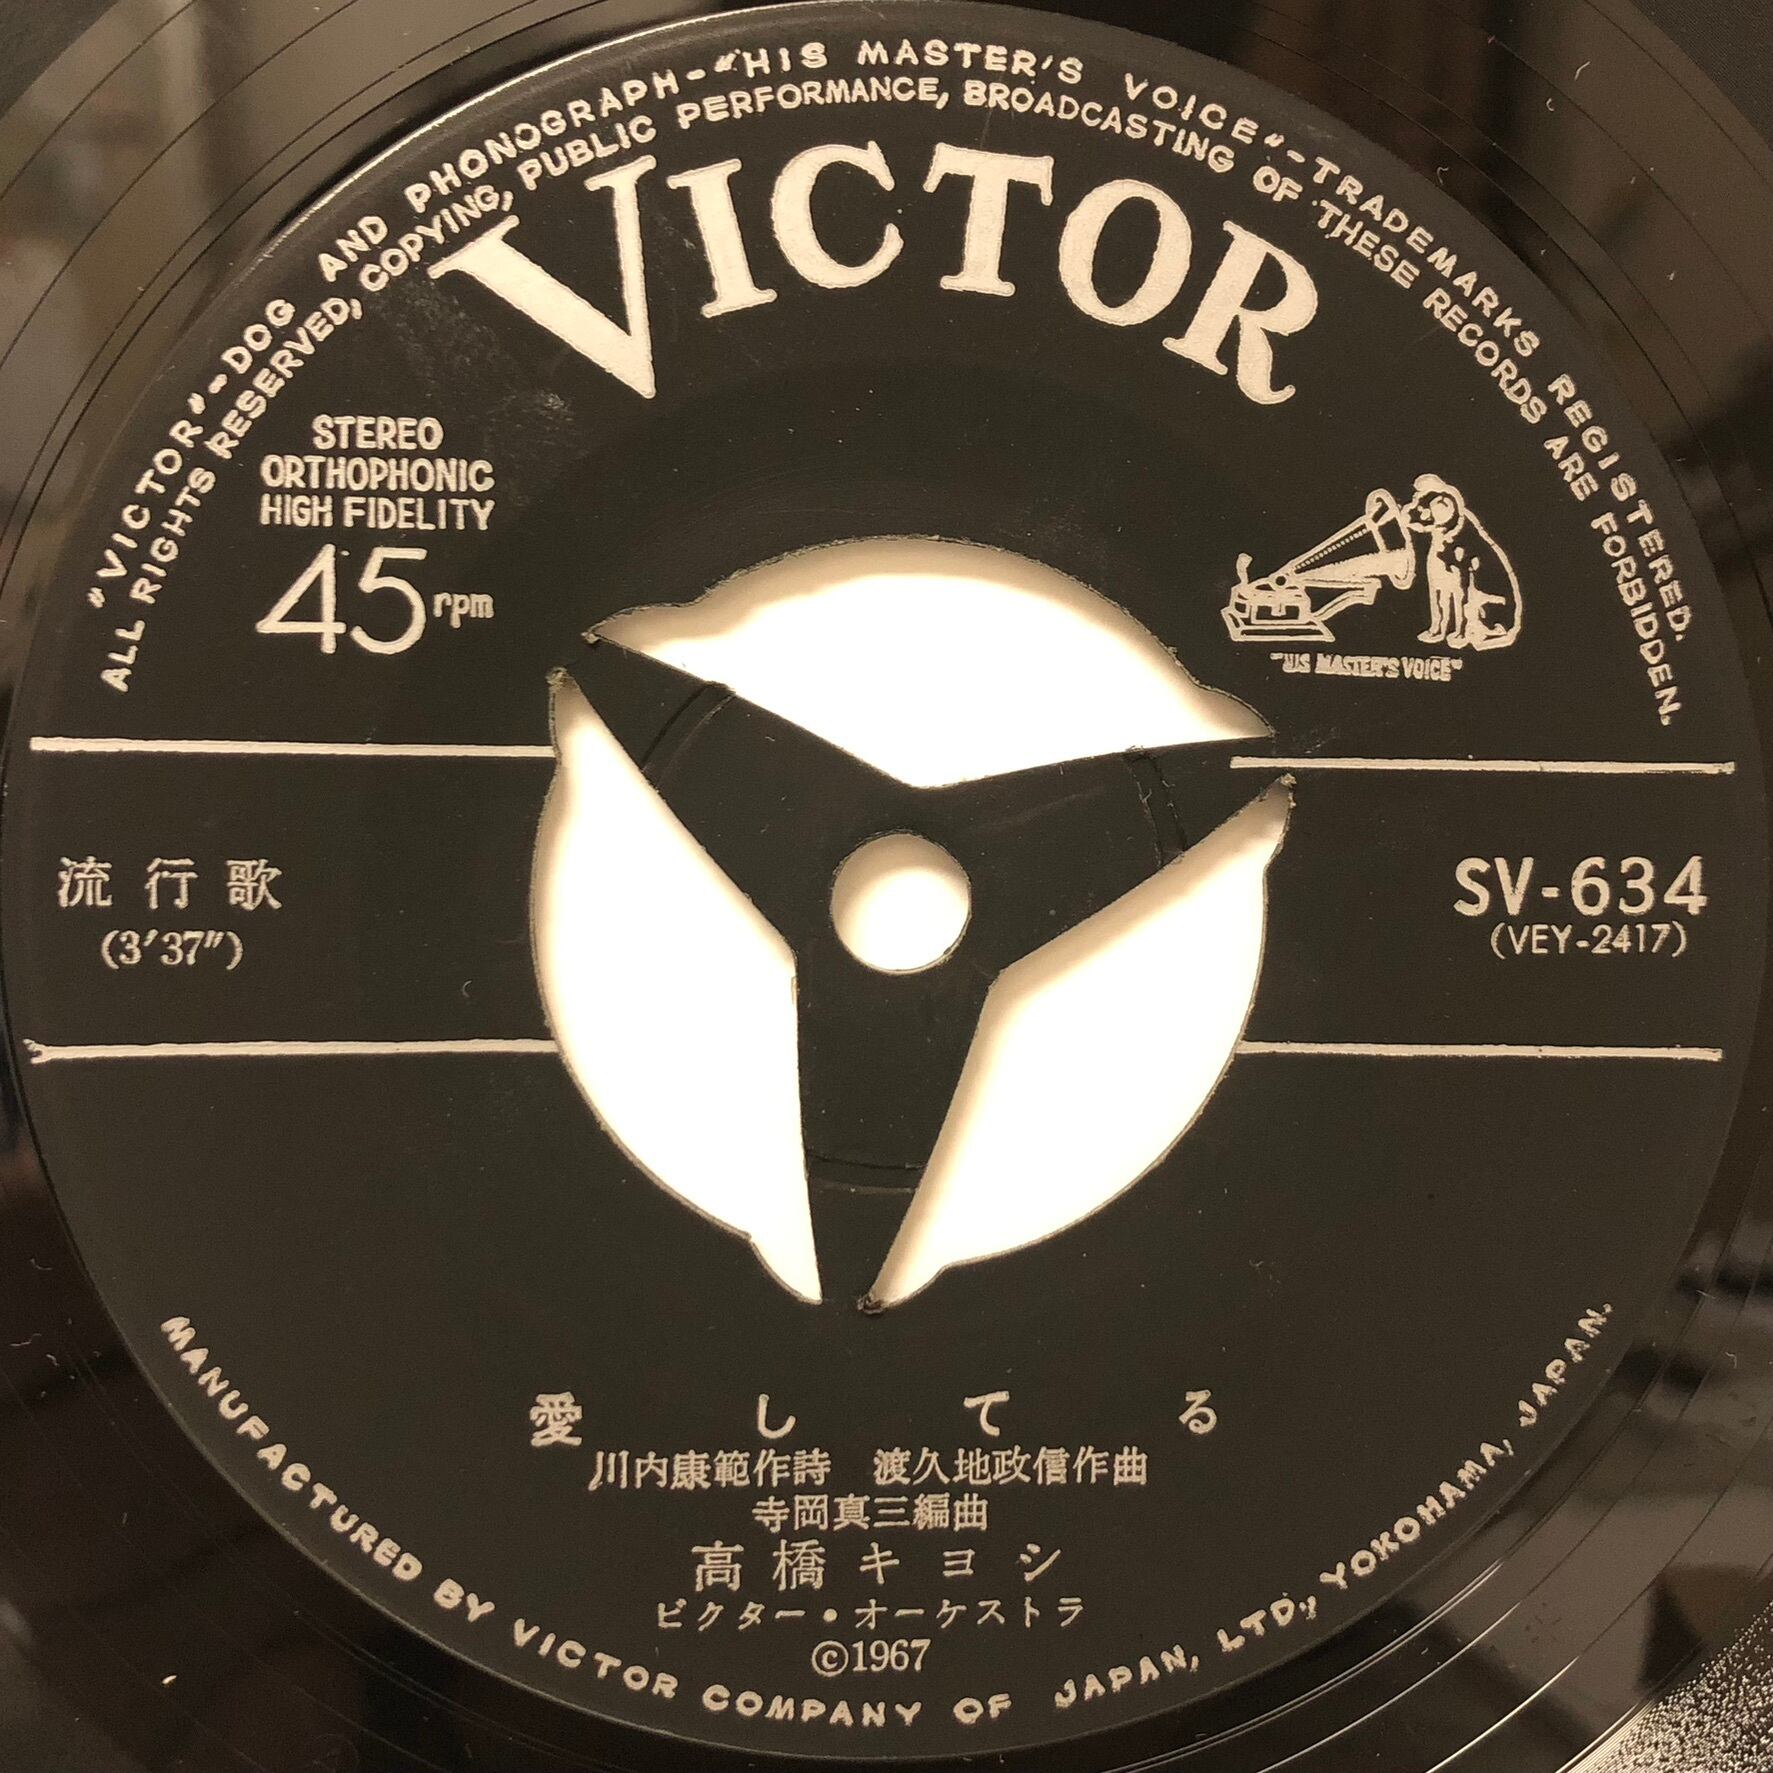 "VICTOR"-DOG AND PHONOGRAPH-"HIS MASTER'S VOICE"-TRADEMARKS REGISTERED.
ALL RIGHTS RESERVED, COPYING, PUBLIC PERFORMANCE, BROADCASTING OF THESE RECORDS ARE FORBIDDEN.
VICTOR
STEREO
ORTHOPHONIC
HIGH FIDELITY
45 rpm
"HIS MASTER'S VOICE"
流行歌
(3'37")
SV-634
(VEY-2417)
愛してる
川内康範作詩 渡久地政信作曲
寺岡真三編曲
高橋キヨシ
ビクター・オーケストラ
©1967
MANUFACTURED BY VICTOR COMPANY OF JAPAN, LTD., YOKOHAMA, JAPAN.